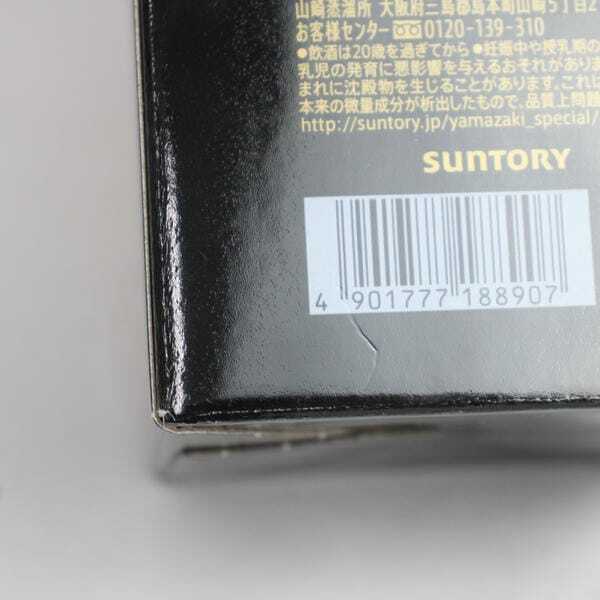 山崎蒸溜所 大阪府三島郡島本町山崎5丁目2
お客様センター 0120-139-310
●飲酒は20歳を過ぎてから ●妊娠中や授乳期の
乳児の発育に悪影響を与えるおそれがありま
まれに沈殿物を生じることがあります。これに
本来の微量成分が析出したもので、品質上問題
http://suntory.jp/yamazaki_special/
SUNTORY
4 901777 188907